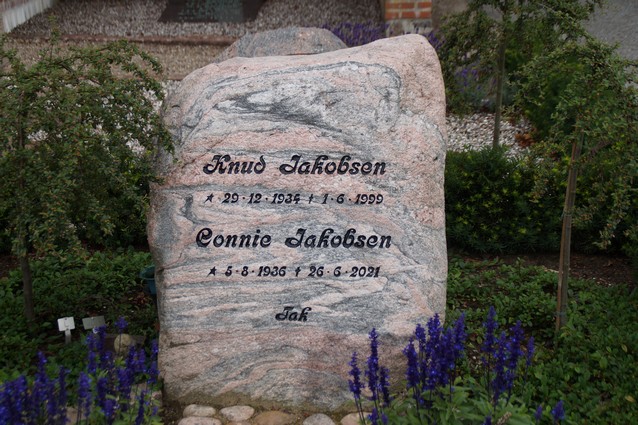 Knud Jakobsen
★ 29·12·1934 † 1·6·1999
Connie Jakobsen
★ 5·8·1936 † 26·6·2021
Tak